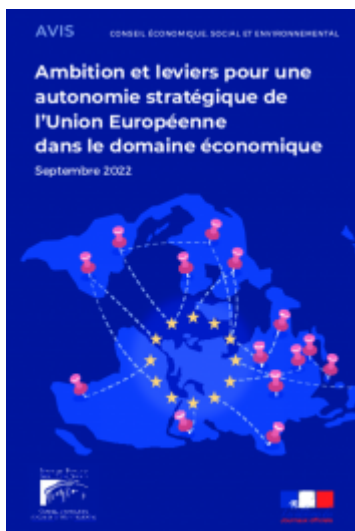 AVIS
CONSEIL ÉCONOMIQUE, SOCIAL ET ENVIRONNEMENTAL
Ambition et leviers pour une
autonomie stratégique de
l'Union Européenne
dans le domaine économique
Septembre 2022